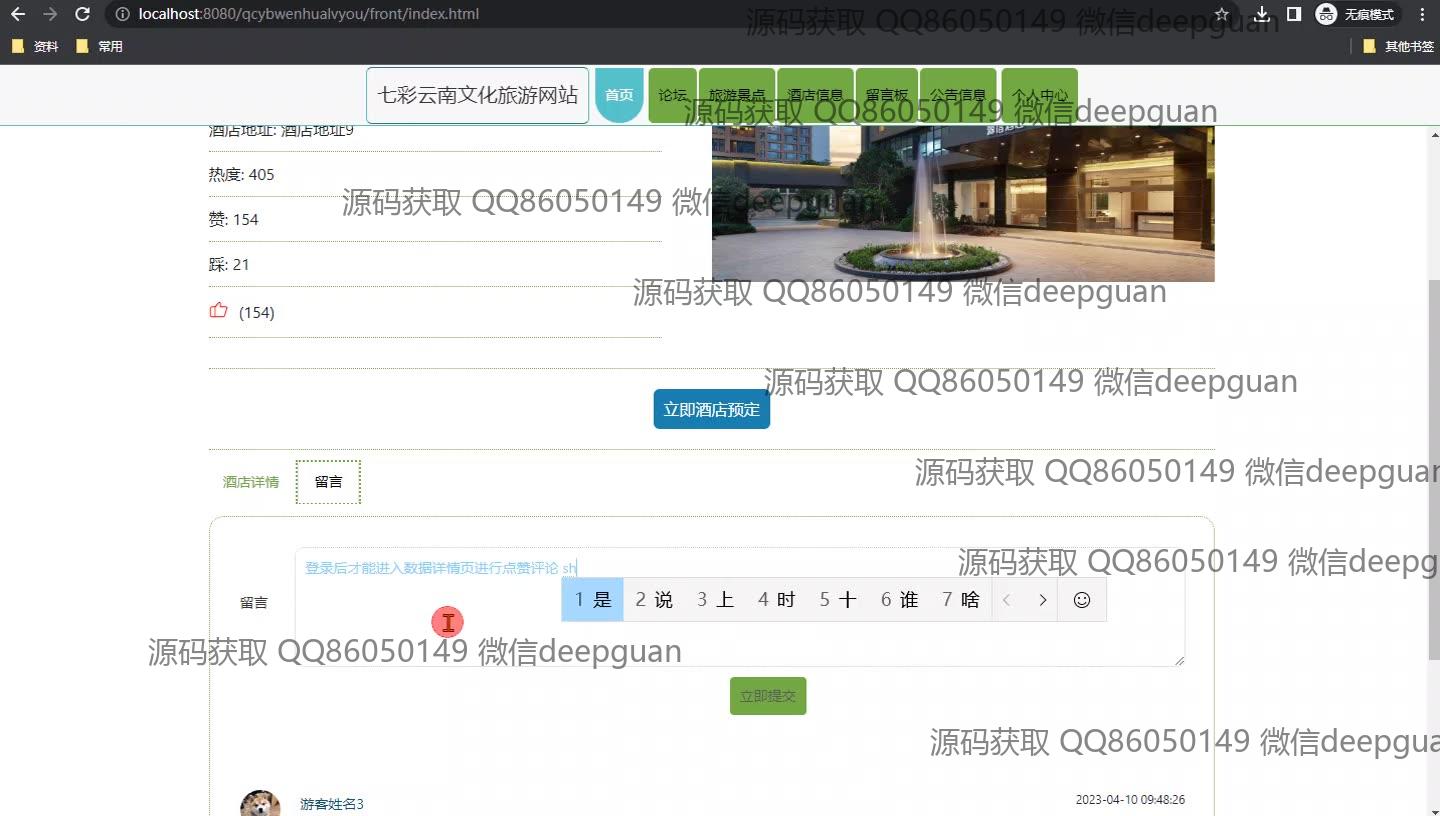 localhost:8080/qcybwenhualvyou/front/index.html
无痕模式
源码获取 QQ86050149 微信deepguan
资料
常用
其他书签
七彩云南文化旅游网站
首页
论坛
旅游景点
酒店信息
留言板
公告信息
个人中心
源码获取 QQ86050149 微信deepguan
酒店地址: 酒店地址9
热度: 405
源码获取 QQ86050149 微信deepguan
赞: 154
踩: 21
源码获取 QQ86050149 微信deepguan
(154)
源码获取 QQ86050149 微信deepguan
立即酒店预定
源码获取 QQ86050149 微信deepguan
酒店详情
留言
源码获取 QQ86050149 微信deepg
登录后才能进入数据详情页进行点赞评论 sh
1 是 2 说 3 上 4 时 5 十 6 谁 7 啥
留言
源码获取 QQ86050149 微信deepguan
立即提交
源码获取 QQ86050149 微信deepgua
游客姓名3
2023-04-10 09:48:26